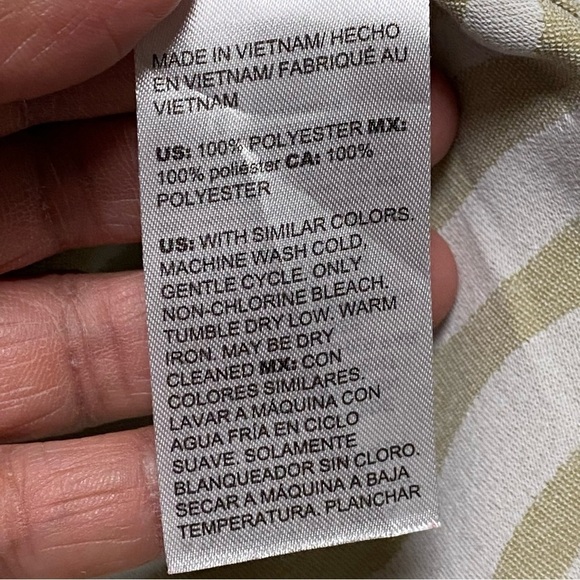 MADE IN VIETNAM/ HECHO
EN VIETNAM/ FABRIQUÉ AU
VIETNAM
US: 100% POLYESTER MX:
100% poliéster CA: 100%
POLYESTER
US: WITH SIMILAR COLORS.
MACHINE WASH COLD,
GENTLE CYCLE. ONLY
NON-CHLORINE BLEACH.
TUMBLE DRY LOW. WARM
IRON. MAY BE DRY
CLEANED MX: CON
COLORES SIMILARES.
LAVAR A MÁQUINA CON
AGUA FRÍA EN CICLO
SUAVE. SOLAMENTE
BLANQUEADOR SIN CLORO.
SECAR A MÁQUINA A BAJA
TEMPERATURA. PLANCHAR